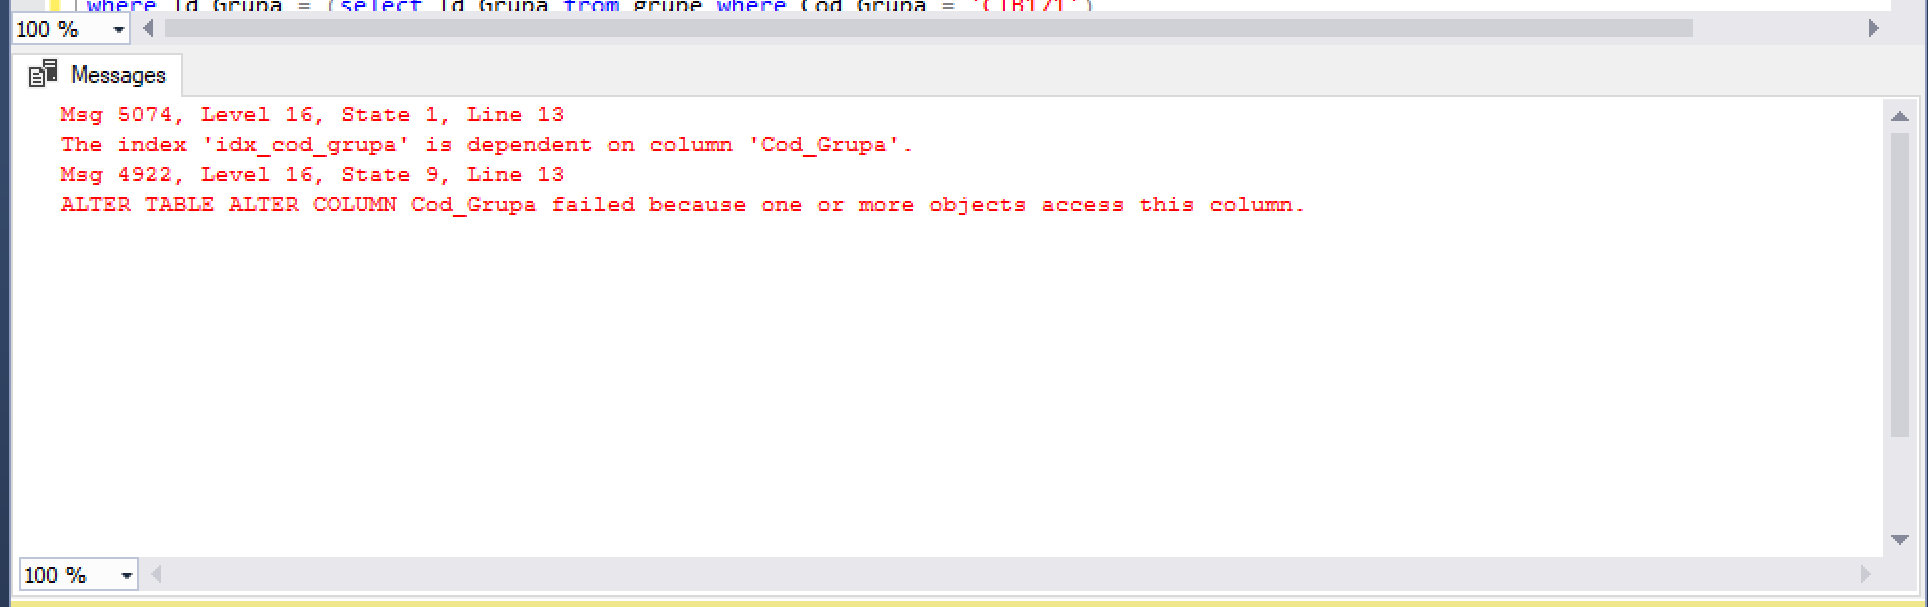 where Id_Grupa = (select Id_Grupa from grupe where Cod_Grupa = 'CIB171')
100 %
Messages
Msg 5074, Level 16, State 1, Line 13
The index 'idx_cod_grupa' is dependent on column 'Cod_Grupa'.
Msg 4922, Level 16, State 9, Line 13
ALTER TABLE ALTER COLUMN Cod_Grupa failed because one or more objects access this column.
100 %